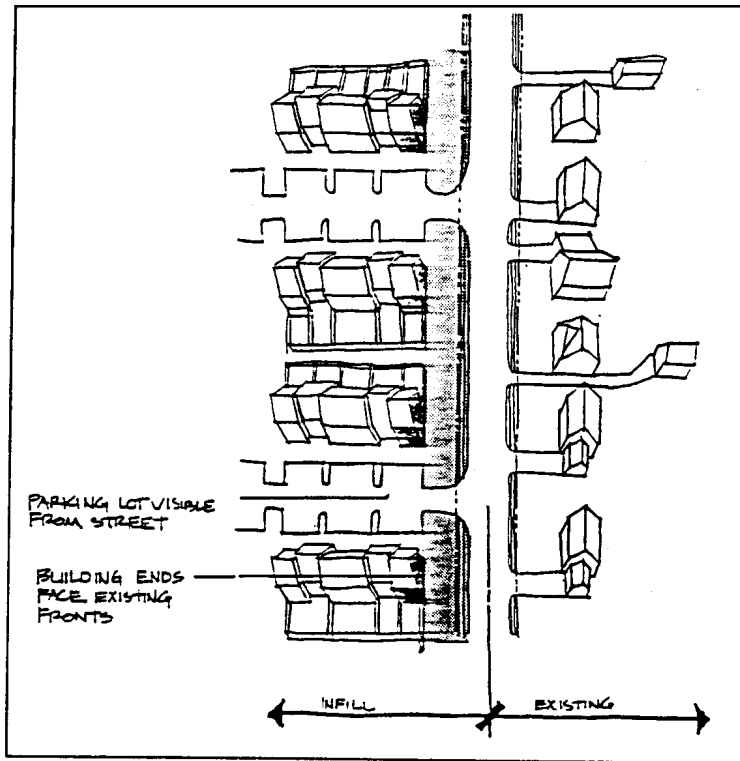 PARKING LOT VISIBLE
FROM STREET
BUILDING ENDS
FACE EXISTING
FRONTS
INFILL
EXISTING